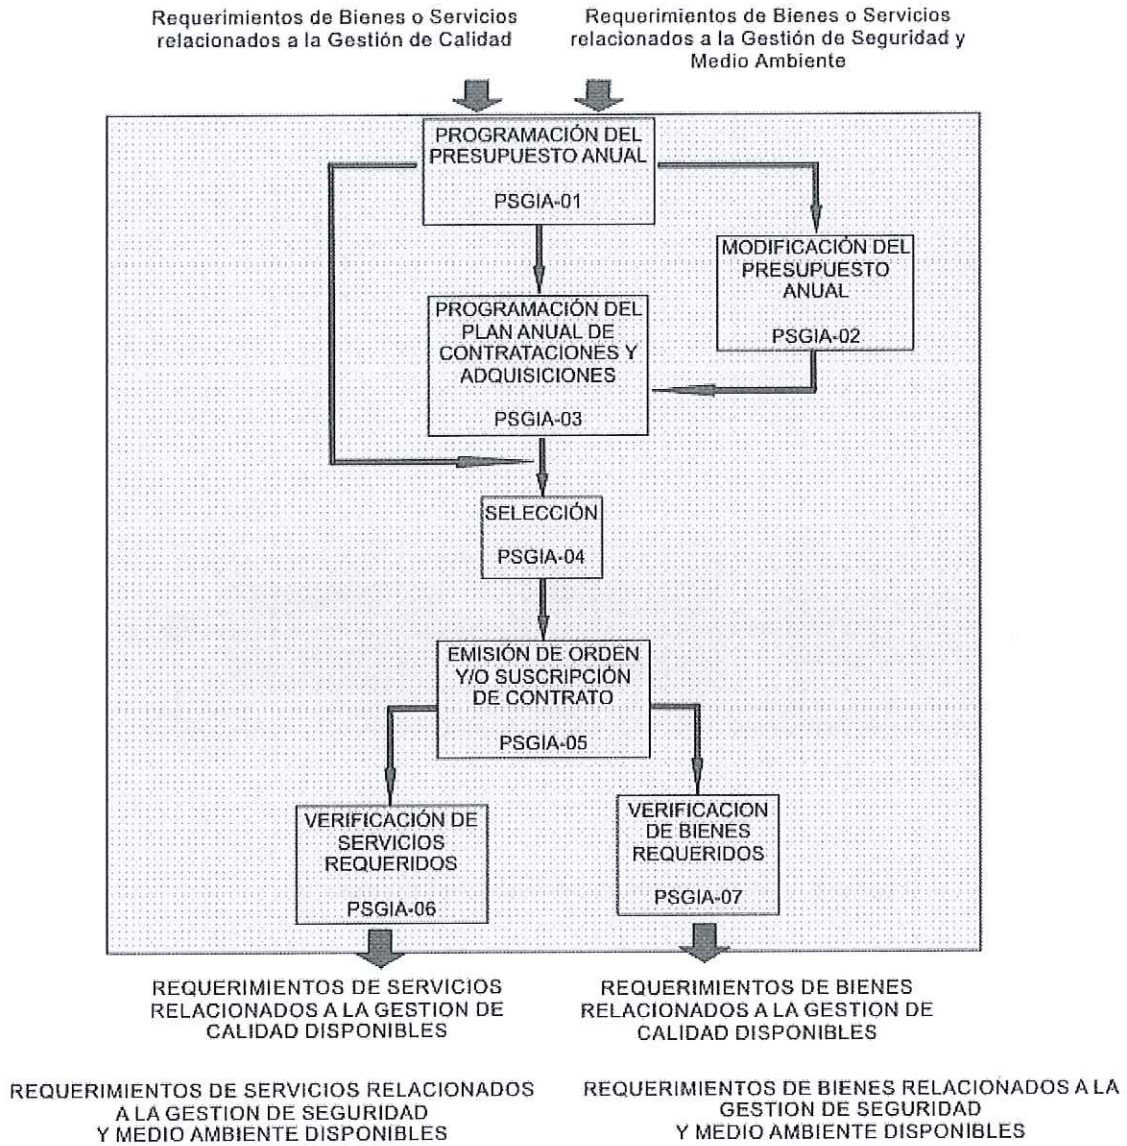 Requerimientos de Bienes o Servicios
relacionados a la Gestión de Calidad
Requerimientos de Bienes o Servicios
relacionados a la Gestión de Seguridad y
Medio Ambiente
PROGRAMACIÓN DEL
PRESUPUESTO ANUAL
PSGIA-01
MODIFICACIÓN DEL
PRESUPUESTO
ANUAL
PSGIA-02
PROGRAMACIÓN DEL
PLAN ANUAL DE
CONTRATACIONES Y
ADQUISICIONES
PSGIA-03
SELECCIÓN
PSGIA-04
EMISIÓN DE ORDEN
Y/O SUSCRIPCIÓN
DE CONTRATO
PSGIA-05
VERIFICACIÓN DE
SERVICIOS
REQUERIDOS
PSGIA-06
VERIFICACION
DE BIENES
REQUERIDOS
PSGIA-07
REQUERIMIENTOS DE SERVICIOS
RELACIONADOS A LA GESTION DE
CALIDAD DISPONIBLES
REQUERIMIENTOS DE BIENES
RELACIONADOS A LA GESTION DE
CALIDAD DISPONIBLES
REQUERIMIENTOS DE SERVICIOS RELACIONADOS
A LA GESTION DE SEGURIDAD
Y MEDIO AMBIENTE DISPONIBLES
REQUERIMIENTOS DE BIENES RELACIONADOS A LA
GESTION DE SEGURIDAD
Y MEDIO AMBIENTE DISPONIBLES